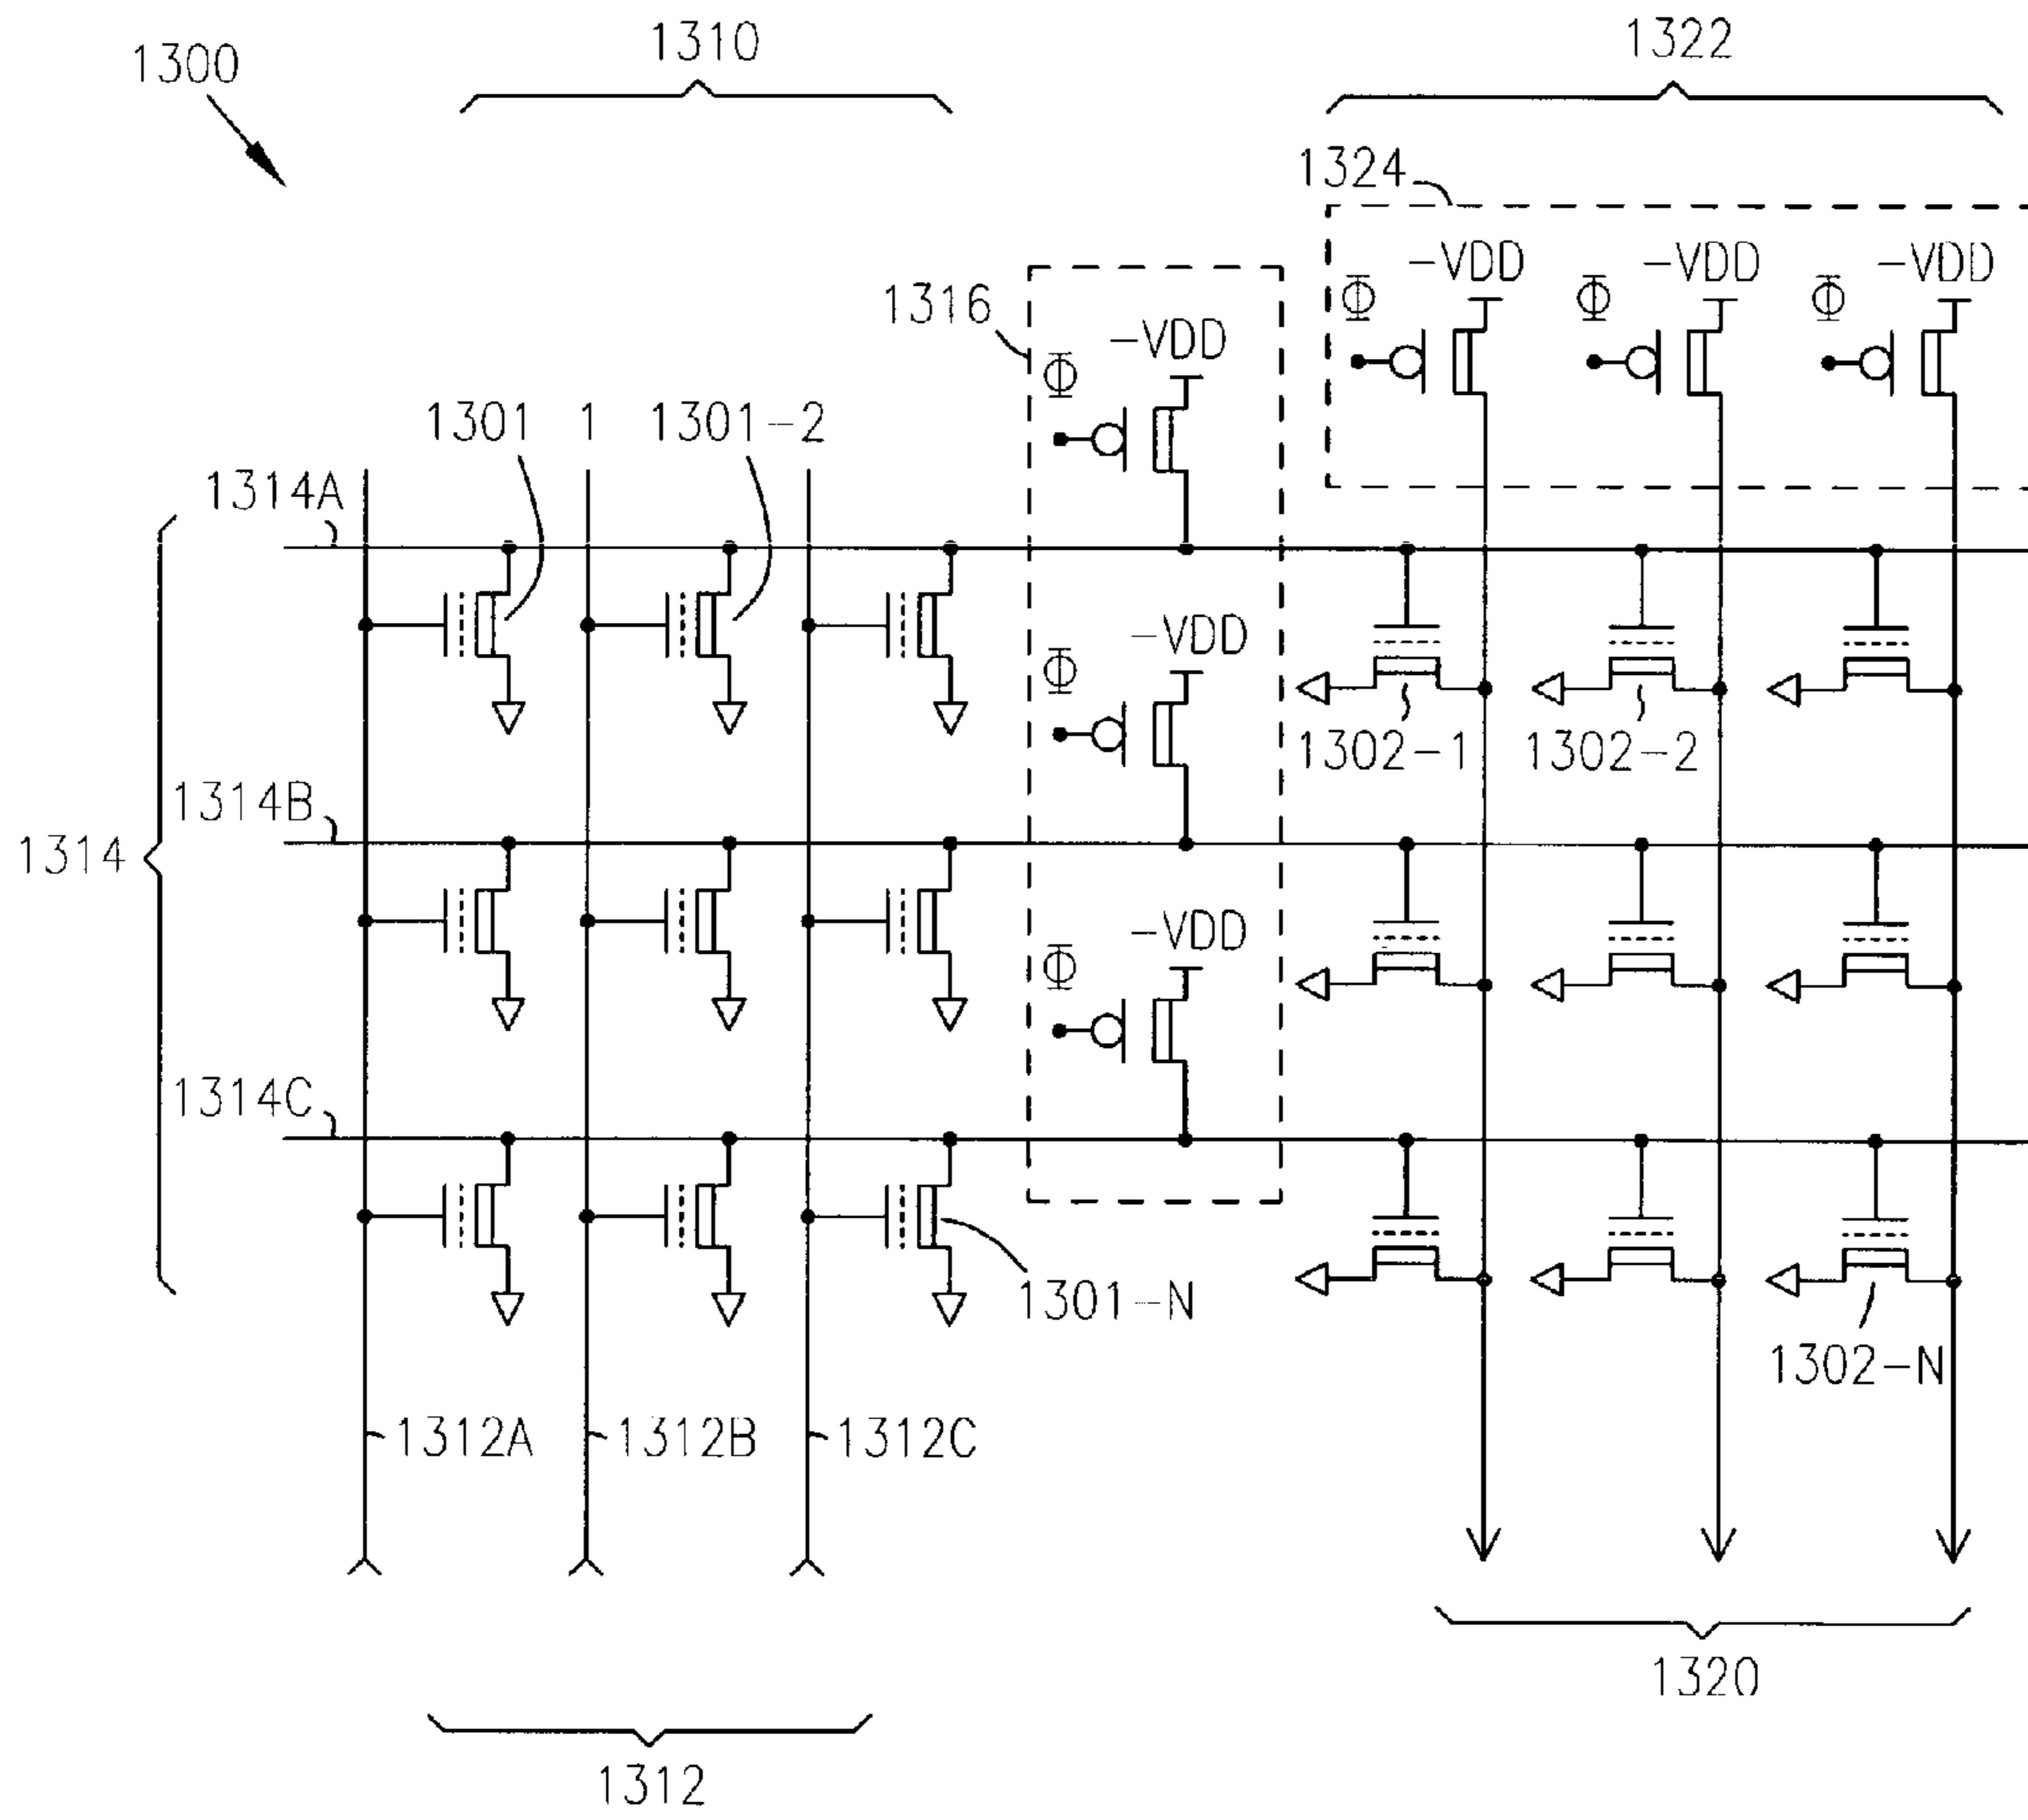 1300
1310
1322
1324
-VDD
-VDD
-VDD
Φ
Φ
Φ
1316
-VDD
Φ
1301 1
1301-2
1314A
-VDD
Φ
1302-1
1302-2
1314B
1314
-VDD
Φ
1314C
1301-N
1302-N
1312A
1312B
1312C
1320
1312